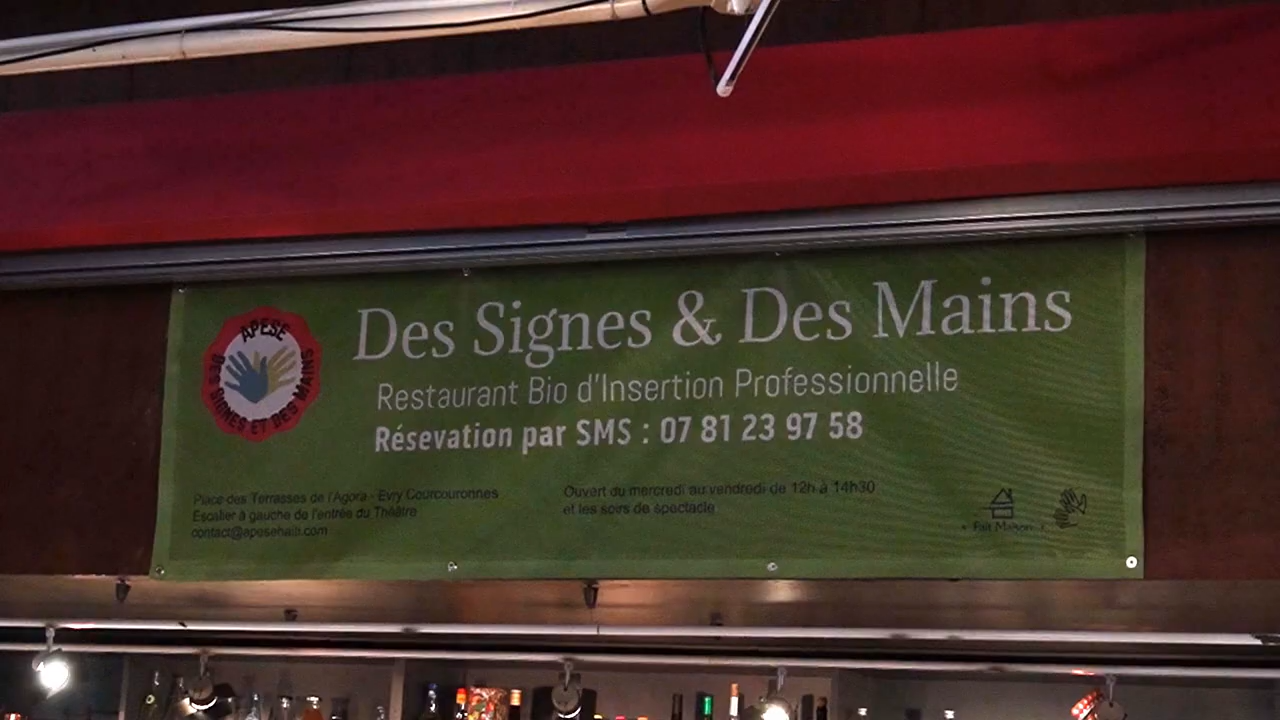 APESE
DES SIGNES ET DES MAINS
Des Signes & Des Mains
Restaurant Bio d'Insertion Professionnelle
Résevation par SMS : 07 81 23 97 58
Place des Terrasses de l'Agora - Evry Courcouronnes
Escalier à gauche de l'entrée du Théâtre
contact@apesehaiti.com
Ouvert du mercredi au vendredi de 12h à 14h30
et les soirs de spectacle
Fait Maison